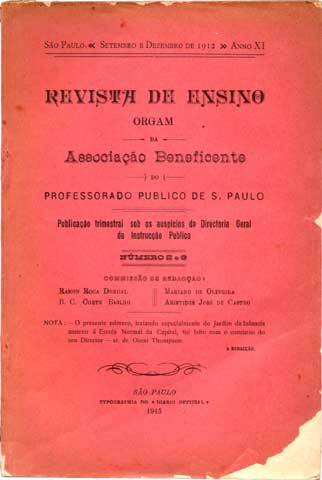 São Paulo « Setembro e Dezembro de 1912 » Anno XI
REVISTA DE ENSINO
ORGAM
DA
Associação Beneficente
DO
PROFESSORADO PUBLICO DE S. PAULO
Publicação trimestral sob os auspicios da Directoria Geral
da Instrucção Publica
NÚMERO 2 e 3
COMMISSÃO DE REDACÇÃO:
Ramon Roca Dordal
Mariano de Oliveira
B. C. Corte Brilho
Aristides José de Castro
NOTA: – O presente número, tratando especialmente do Jardim da Infancia
annexo á Escola Normal da Capital, foi feito com o concurso do
seu Director – sr. dr. Oscar Thompson.
A REDACÇÃO.
SÃO PAULO
TYPOGRAPHIA DO «DIARIO OFFICIAL»
1913